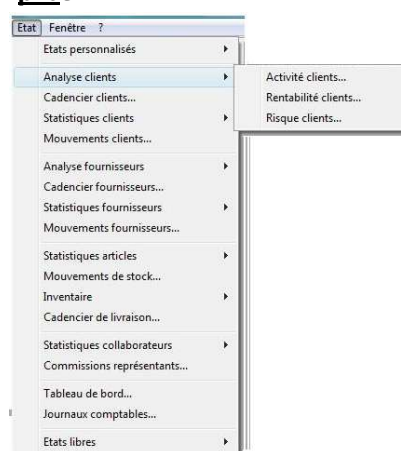 Etat Fenêtre ?
Etats personnalisés
Analyse clients
Activité clients...
Rentabilité clients...
Risque clients...
Cadencier clients...
Statistiques clients
Mouvements clients...
Analyse fournisseurs
Cadencier fournisseurs...
Statistiques fournisseurs
Mouvements fournisseurs...
Statistiques articles
Mouvements de stock...
Inventaire
Cadencier de livraison...
Statistiques collaborateurs
Commissions représentants...
Tableau de bord...
Journaux comptables...
Etats libres